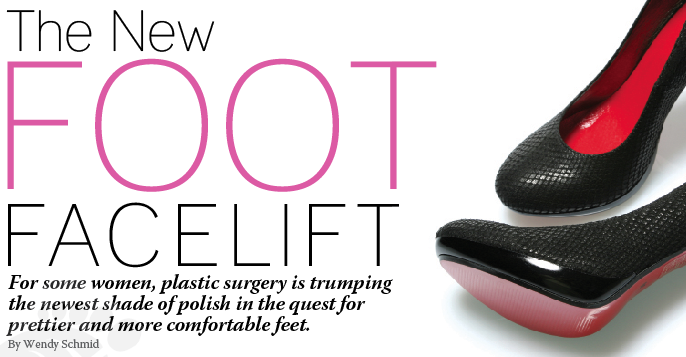 The New
FOOT
FACELIFT
For some women, plastic surgery is trumping
the newest shade of polish in the quest for
prettier and more comfortable feet.
By Wendy Schmid